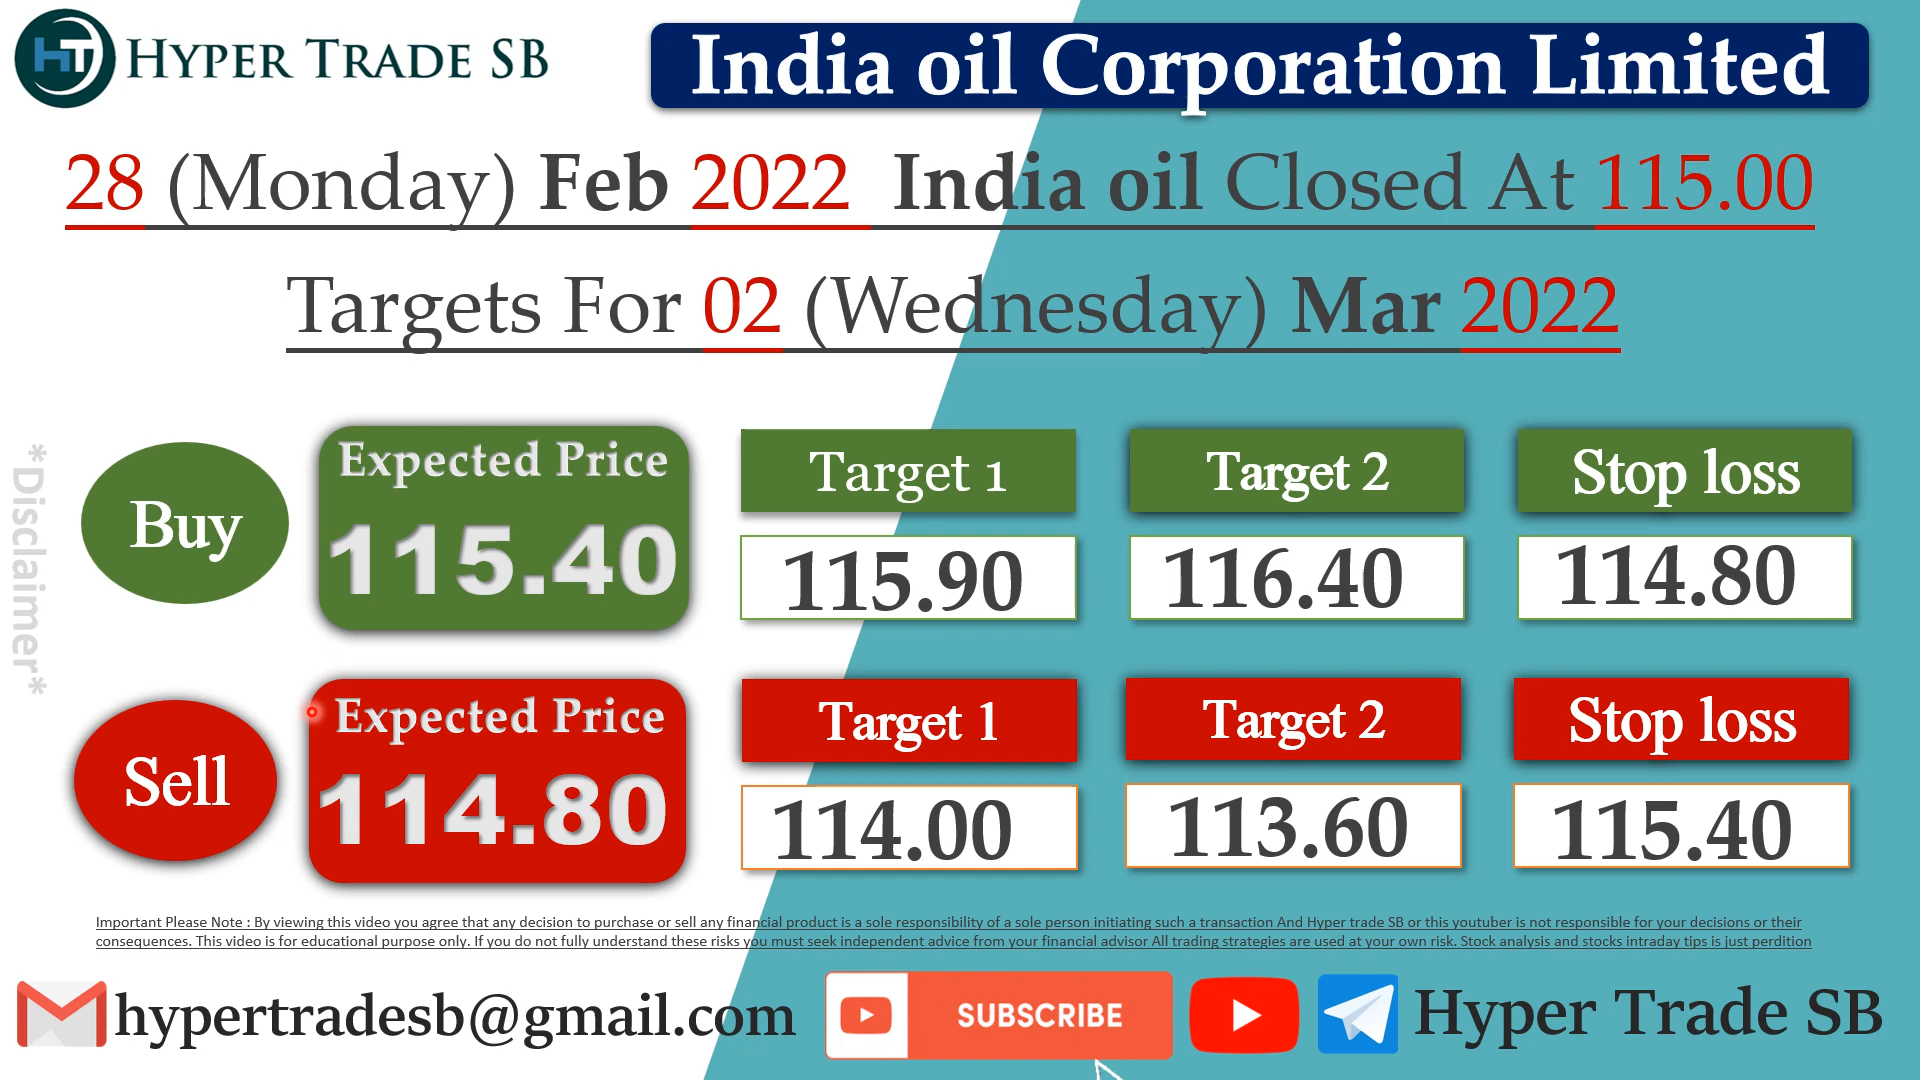 HT HYPER TRADE SB
India oil Corporation Limited
28 (Monday) Feb 2022 India oil Closed At 115.00
Targets For 02 (Wednesday) Mar 2022
*Disclaimer*
Buy
Expected Price
115.40
Target 1
115.90
Target 2
116.40
Stop loss
114.80
Sell
Expected Price
114.80
Target 1
114.00
Target 2
113.60
Stop loss
115.40
Important Please Note : By viewing this video you agree that any decision to purchase or sell any financial product is a sole responsibility of a sole person initiating such a transaction And Hyper trade SB or this youtuber is not responsible for your decisions or their
consequences. This video is for educational purpose only. If you do not fully understand these risks you must seek independent advice from your financial advisor All trading strategies are used at your own risk. Stock analysis and stocks intraday tips is just perdition
hypertradesb@gmail.com
SUBSCRIBE
Hyper Trade SB